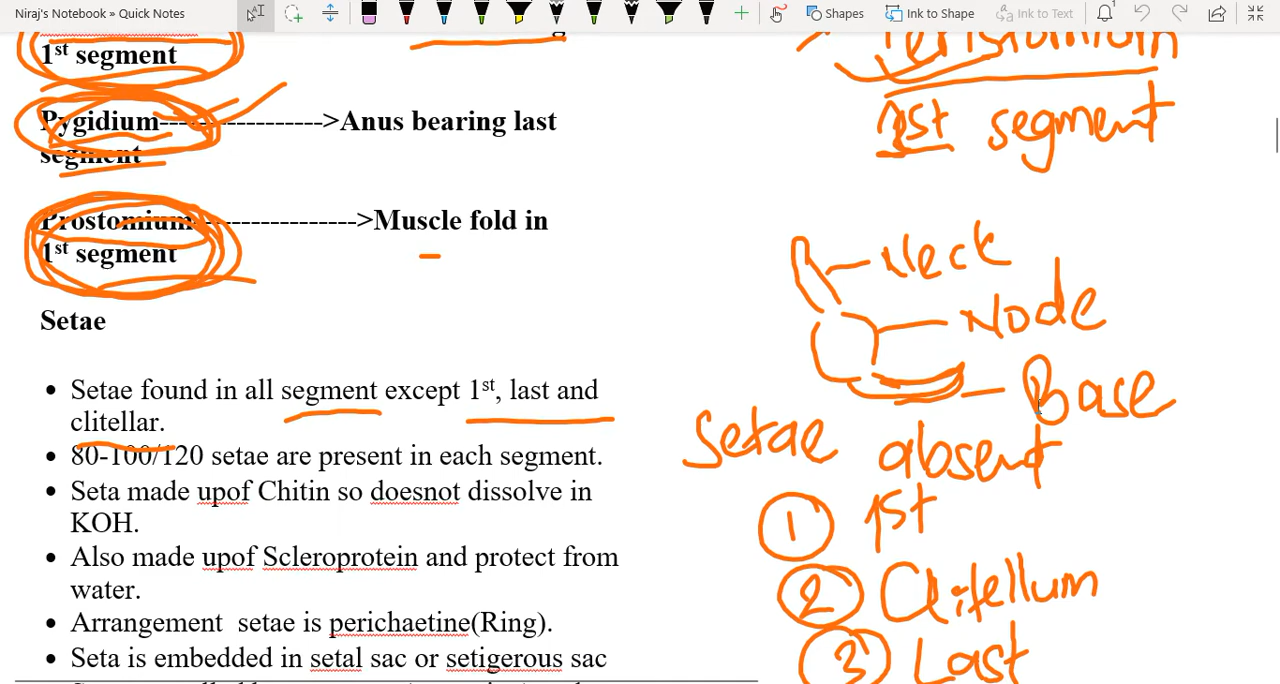 Niraj's Notebook » Quick Notes
Shapes
Ink to Shape
Ink to Text
1st segment
Pygidium------------------->Anus bearing last
segment
Prostomium------------------>Muscle fold in
1st segment
Setae
• Setae found in all segment except 1st, last and
clitellar.
• 80-100/120 setae are present in each segment.
• Seta made upof Chitin so doesnot dissolve in
KOH.
• Also made upof Scleroprotein and protect from
water.
• Arrangement setae is perichaetine(Ring).
• Seta is embedded in setal sac or setigerous sac
Peristomium
1st segment
Neck
Node
Base
Setae absent
1 1st
2 Clitellum
3 Last